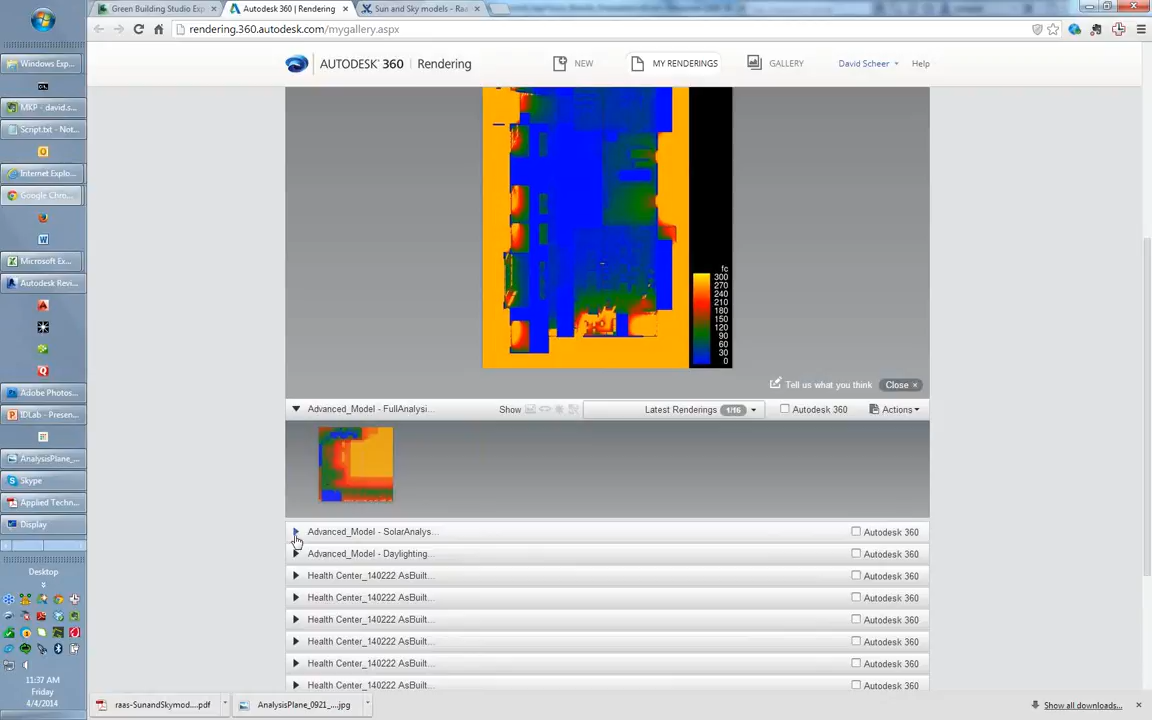 Green Building Studio Ex
Autodesk 360 | Rendering
Sun and Sky models - Ra
rendering.360.autodesk.com/mygallery.aspx
AUTODESK 360 | Rendering
NEW
MY RENDERINGS
GALLERY
David Scheer
Help
Windows Exp...
MKP - david.s...
Script.txt - Not...
Internet Explo...
Google Chro...
Microsoft Ex...
Autodesk Revi...
Adobe Photos...
IDLab - Presen...
AnalysisPlane_...
Skype
Applied Techn...
Display
Desktop
11:37 AM
Friday
4/4/2014
fc
300
270
240
210
180
150
120
90
60
30
0
Tell us what you think
Close ×
Advanced_Model - FullAnalysi...
Show
Latest Renderings 1/16
Autodesk 360
Actions
Advanced_Model - SolarAnalys...
Autodesk 360
Advanced_Model - Daylighting...
Autodesk 360
Health Center_140222 AsBuilt...
Autodesk 360
Health Center_140222 AsBuilt...
Autodesk 360
Health Center_140222 AsBuilt...
Autodesk 360
Health Center_140222 AsBuilt...
Autodesk 360
Health Center_140222 AsBuilt...
Autodesk 360
Health Center_140222 AsBuilt...
Autodesk 360
raas-SunandSkymod....pdf
AnalysisPlane_0921_....jpg
Show all downloads...